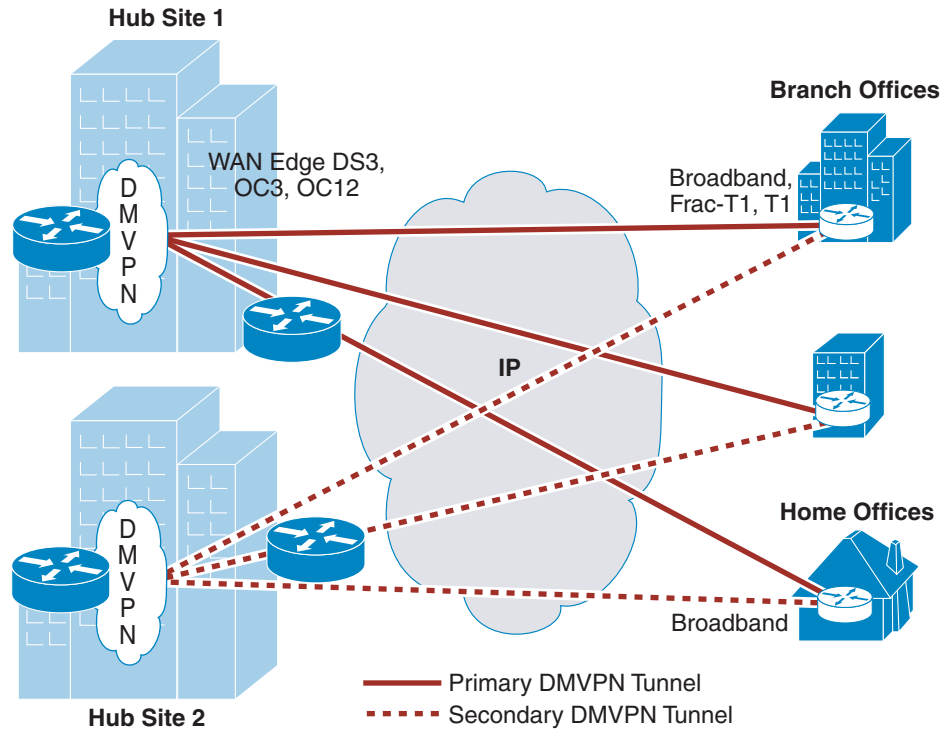 Hub Site 1
Branch Offices
WAN Edge DS3,
OC3, OC12
Broadband,
Frac-T1, T1
D
M
V
P
N
IP
Home Offices
D
M
V
P
N
Broadband
Primary DMVPN Tunnel
Hub Site 2
Secondary DMVPN Tunnel